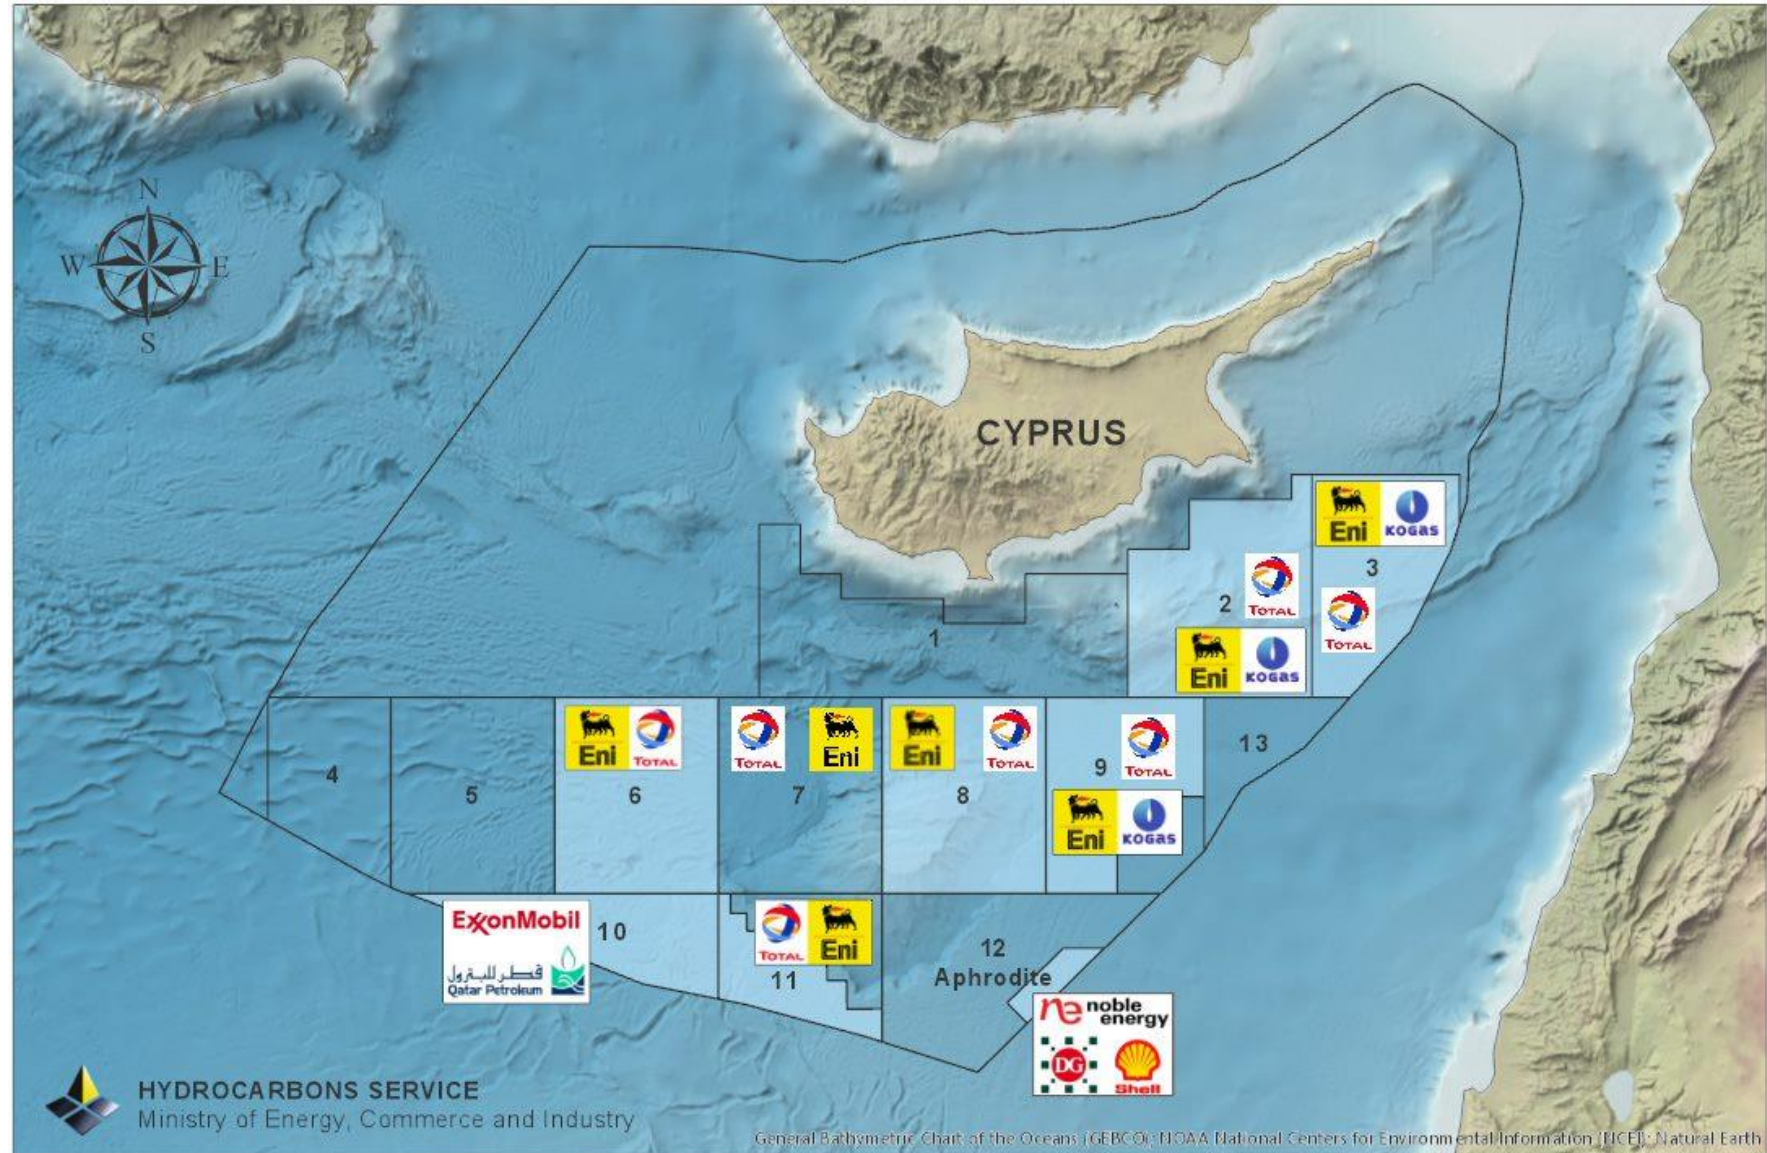 N
W E
S
CYPRUS
Eni KOGAS
3
2 TOTAL
TOTAL
Eni KOGAS
1
Eni TOTAL
TOTAL Eni
Eni TOTAL
TOTAL
13
9
4
5
6
7
8
Eni KOGAS
ExxonMobil
قطر للبترول
Qatar Petroleum
10
TOTAL Eni
11
12
Aphrodite
ne noble
energy
DG Shell
HYDROCARBONS SERVICE
Ministry of Energy, Commerce and Industry
General Bathymetric Chart of the Oceans (GEBCO); NOAA National Centers for Environmental Information (NCEI); Natural Earth